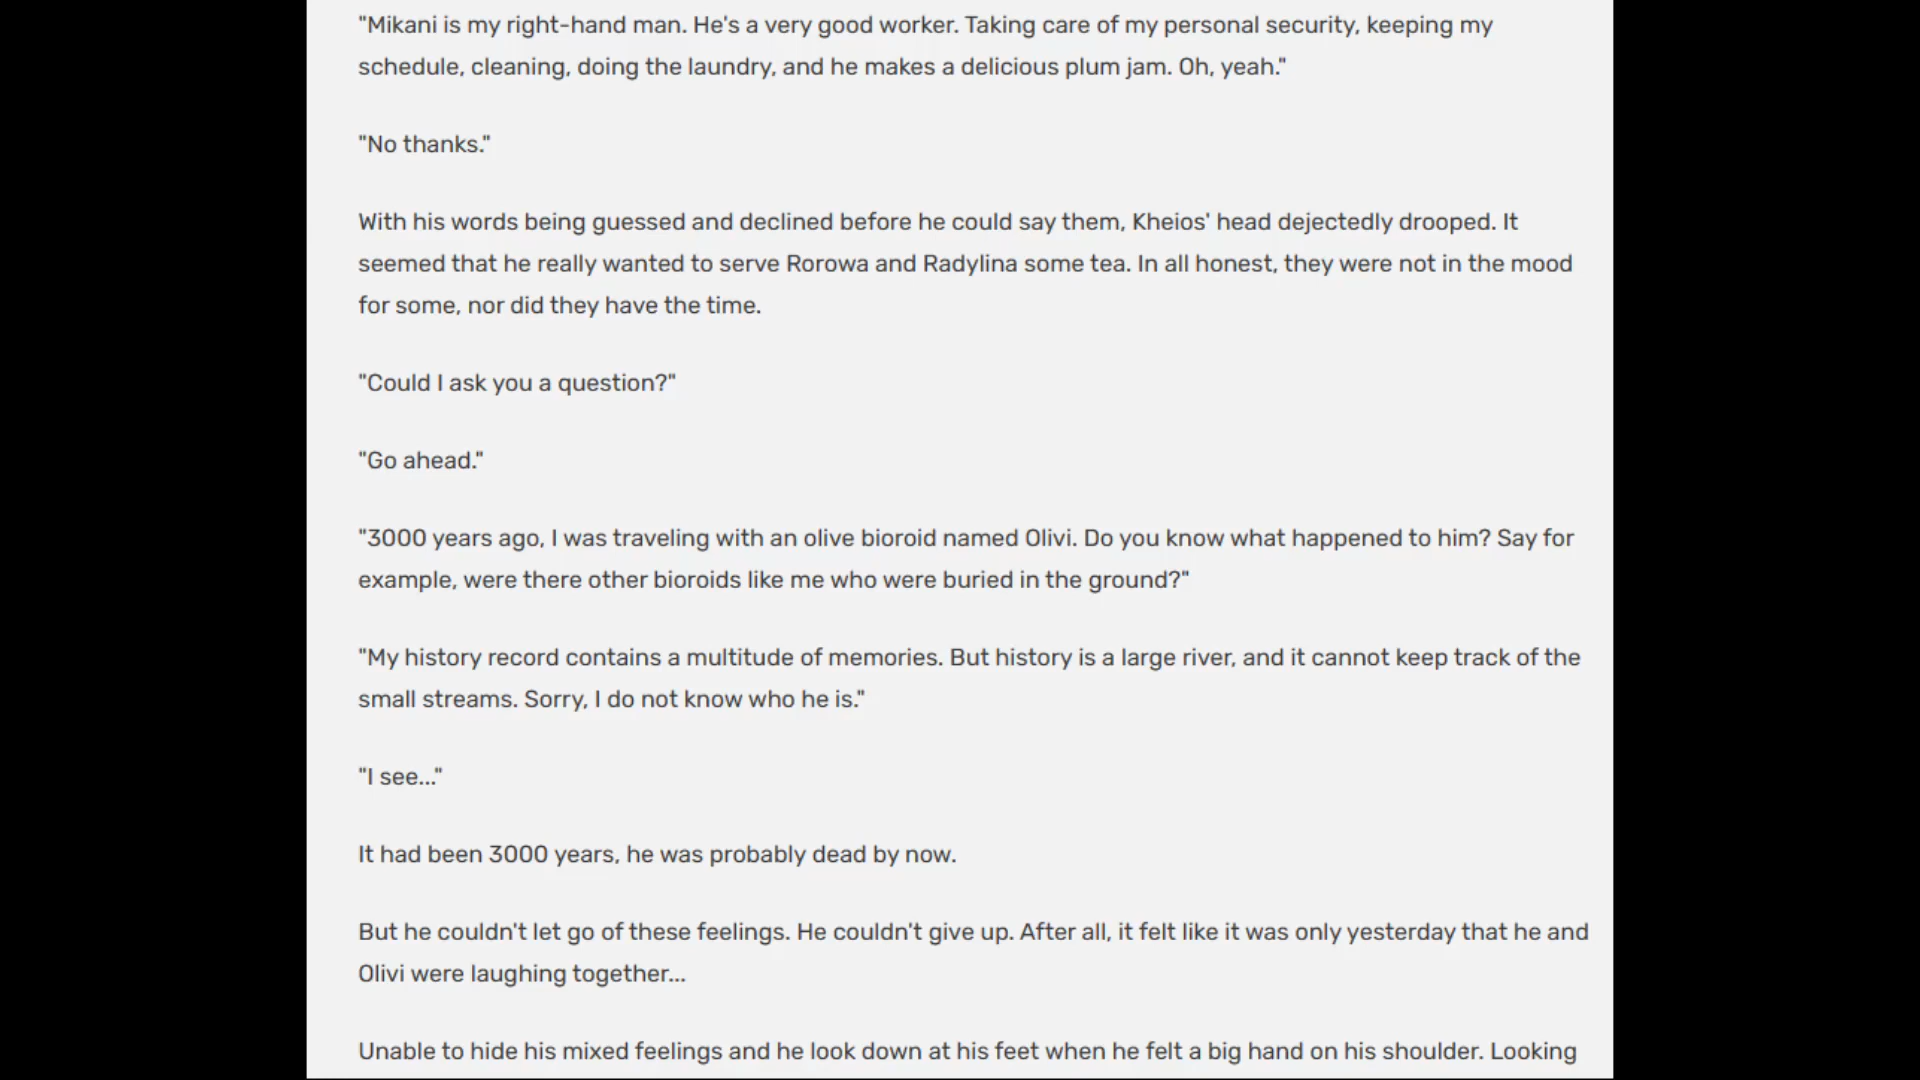 "Mikani is my right-hand man. He's a very good worker. Taking care of my personal security, keeping my
schedule, cleaning, doing the laundry, and he makes a delicious plum jam. Oh, yeah."
"No thanks."
With his words being guessed and declined before he could say them, Kheios' head dejectedly drooped. It
seemed that he really wanted to serve Rorowa and Radylina some tea. In all honest, they were not in the mood
for some, nor did they have the time.
"Could I ask you a question?"
"Go ahead."
"3000 years ago, I was traveling with an olive bioroid named Olivi. Do you know what happened to him? Say for
example, were there other bioroids like me who were buried in the ground?"
"My history record contains a multitude of memories. But history is a large river, and it cannot keep track of the
small streams. Sorry, I do not know who he is."
"I see..."
It had been 3000 years, he was probably dead by now.
But he couldn't let go of these feelings. He couldn't give up. After all, it felt like it was only yesterday that he and
Olivi were laughing together...
Unable to hide his mixed feelings and he look down at his feet when he felt a big hand on his shoulder. Looking